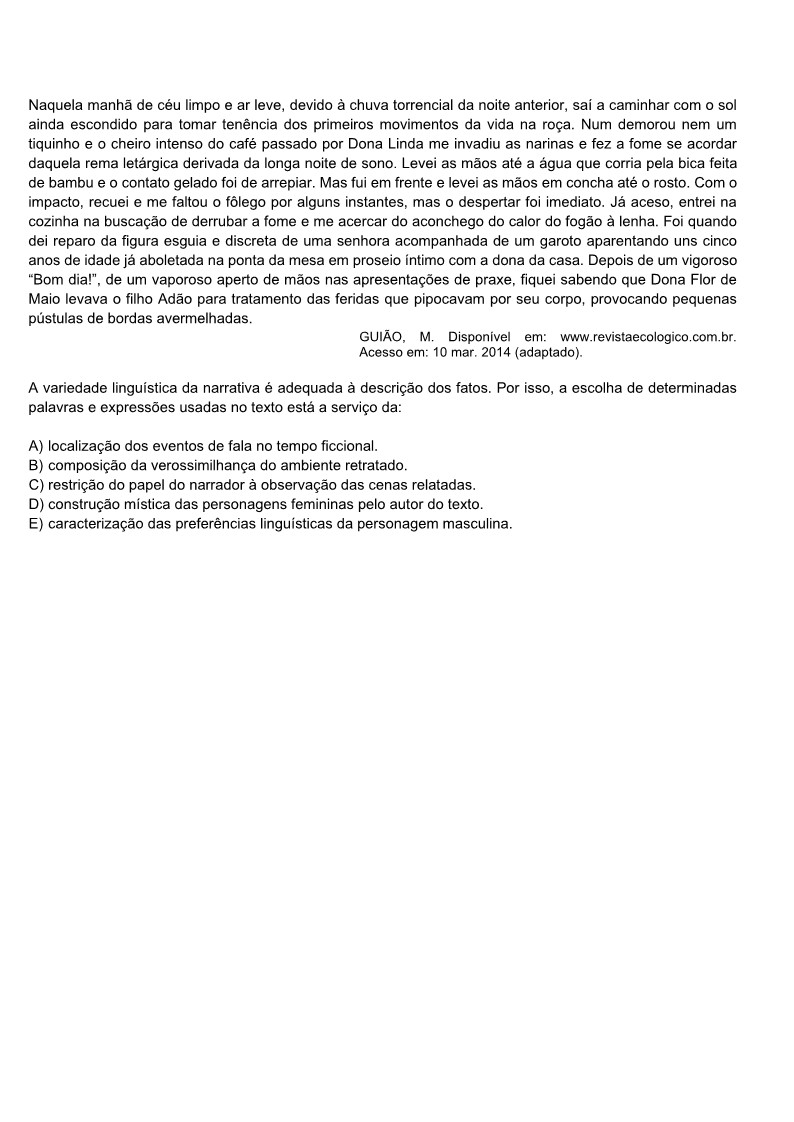 Naquela manhã de céu limpo e ar leve, devido à chuva torrencial da noite anterior, saí a caminhar com o sol
ainda escondido para tomar tenência dos primeiros movimentos da vida na roça. Num demorou nem um
tiquinho e o cheiro intenso do café passado por Dona Linda me invadiu as narinas e fez a fome se acordar
daquela rema letárgica derivada da longa noite de sono. Levei as mãos até a água que corria pela bica feita
de bambu e o contato gelado foi de arrepiar. Mas fui em frente e levei as mãos em concha até o rosto. Com o
impacto, recuei e me faltou o fôlego por alguns instantes, mas o despertar foi imediato. Já aceso, entrei na
cozinha na buscação de derrubar a fome e me acercar do aconchego do calor do fogão à lenha. Foi quando
dei reparo da figura esguia e discreta de uma senhora acompanhada de um garoto aparentando uns cinco
anos de idade já aboletada na ponta da mesa em proseio íntimo com a dona da casa. Depois de um vigoroso
“Bom dia!”, de um vaporoso aperto de mãos nas apresentações de praxe, fiquei sabendo que Dona Flor de
Maio levava o filho Adão para tratamento das feridas que pipocavam por seu corpo, provocando pequenas
pústulas de bordas avermelhadas.
GUIÃO, M. Disponível em: www.revistaecologico.com.br.
Acesso em: 10 mar. 2014 (adaptado).
A variedade linguística da narrativa é adequada à descrição dos fatos. Por isso, a escolha de determinadas
palavras e expressões usadas no texto está a serviço da:
A) localização dos eventos de fala no tempo ficcional.
B) composição da verossimilhança do ambiente retratado.
C) restrição do papel do narrador à observação das cenas relatadas.
D) construção mística das personagens femininas pelo autor do texto.
E) caracterização das preferências linguísticas da personagem masculina.